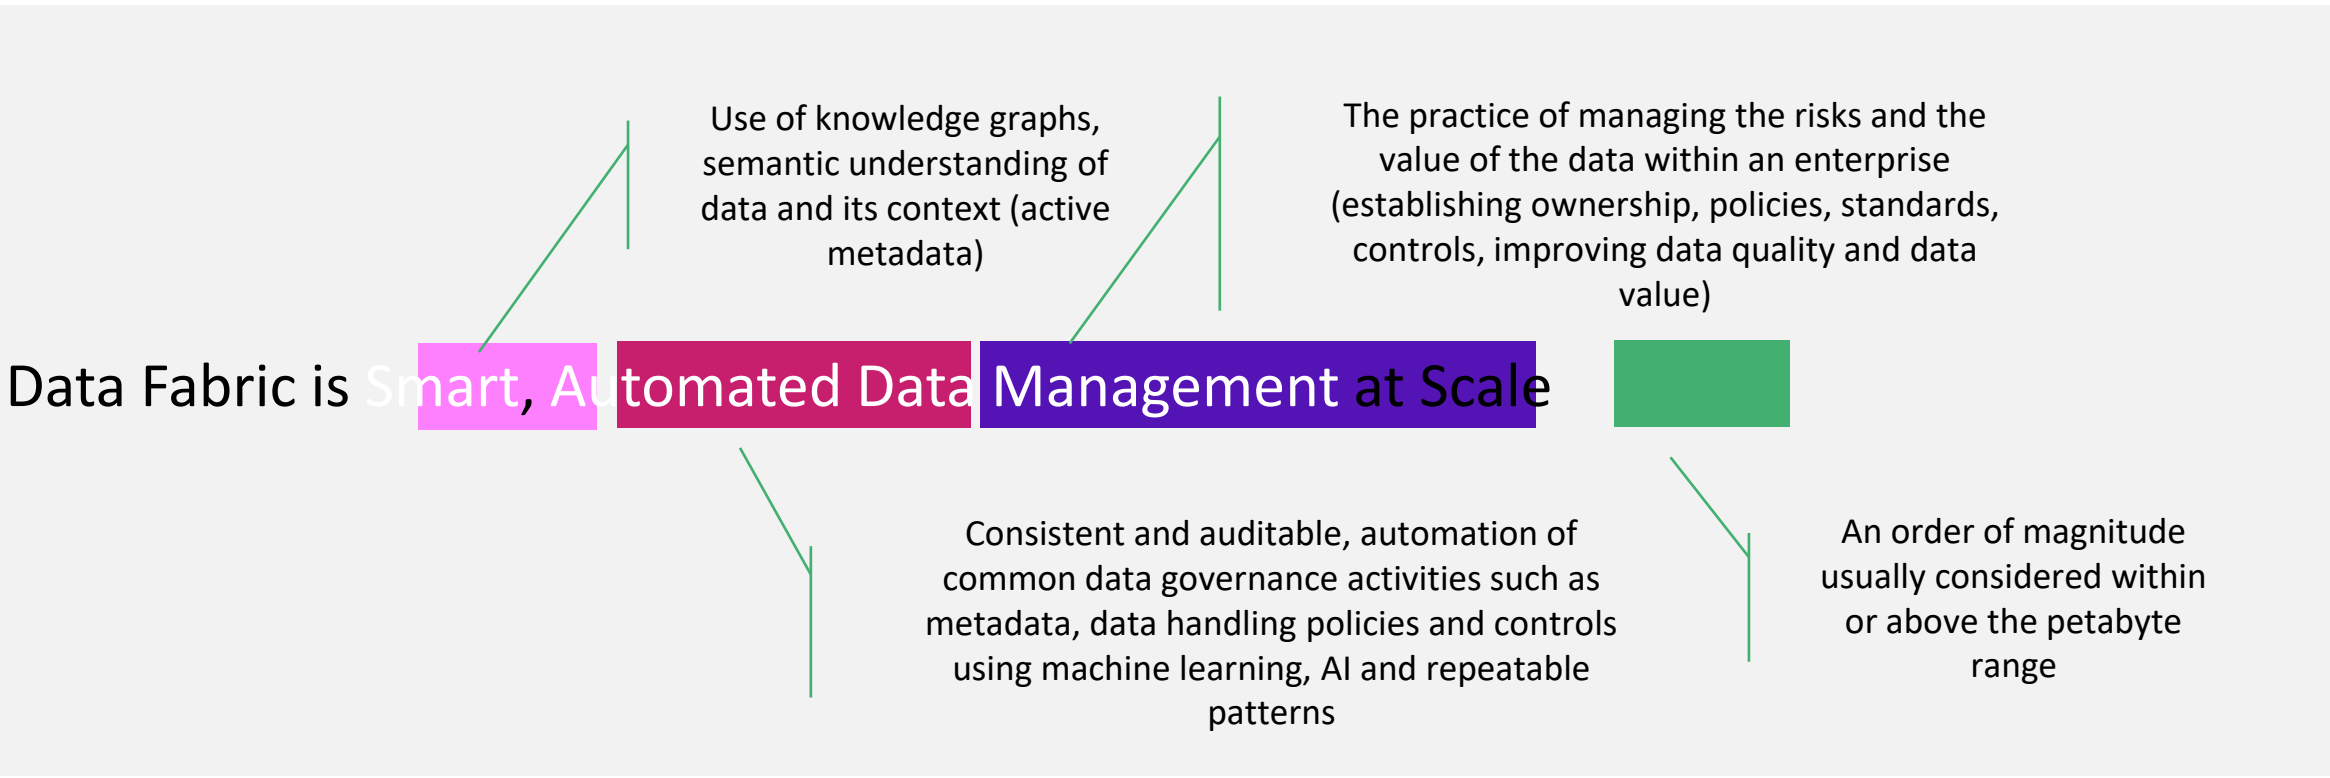 Use of knowledge graphs,
semantic understanding of
data and its context (active
metadata)
The practice of managing the risks and the
value of the data within an enterprise
(establishing ownership, policies, standards,
controls, improving data quality and data
value)
Data Fabric is Smart, Automated Data Management at Scale
Consistent and auditable, automation of
common data governance activities such as
metadata, data handling policies and controls
using machine learning, AI and repeatable
patterns
An order of magnitude
usually considered within
or above the petabyte
range